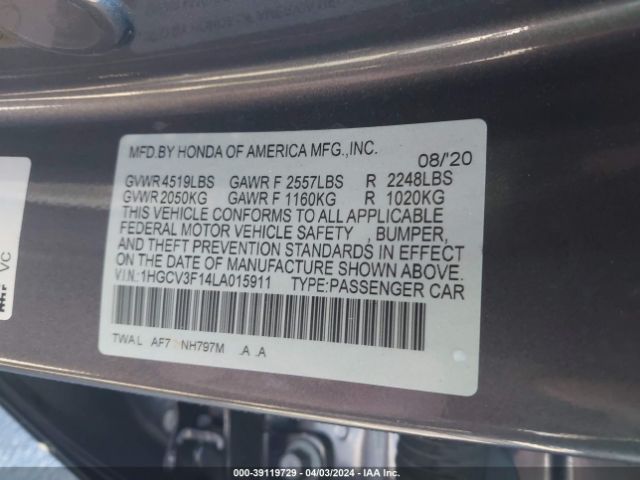 MFD.BY HONDA OF AMERICA MFG.,INC. 08/'20
GVWR 4519LBS GAWR F 2557LBS R 2248LBS
GVWR 2050KG GAWR F 1160KG R 1020KG
THIS VEHICLE CONFORMS TO ALL APPLICABLE
FEDERAL MOTOR VEHICLE SAFETY , BUMPER,
AND THEFT PREVENTION STANDARDS IN EFFECT
ON THE DATE OF MANUFACTURE SHOWN ABOVE.
V.I.N.:1HGCV3F14LA015911 TYPE:PASSENGER CAR
TWAL AF7 NH797M .A .A
VC
000-39119729 - 04/03/2024 - IAA Inc.